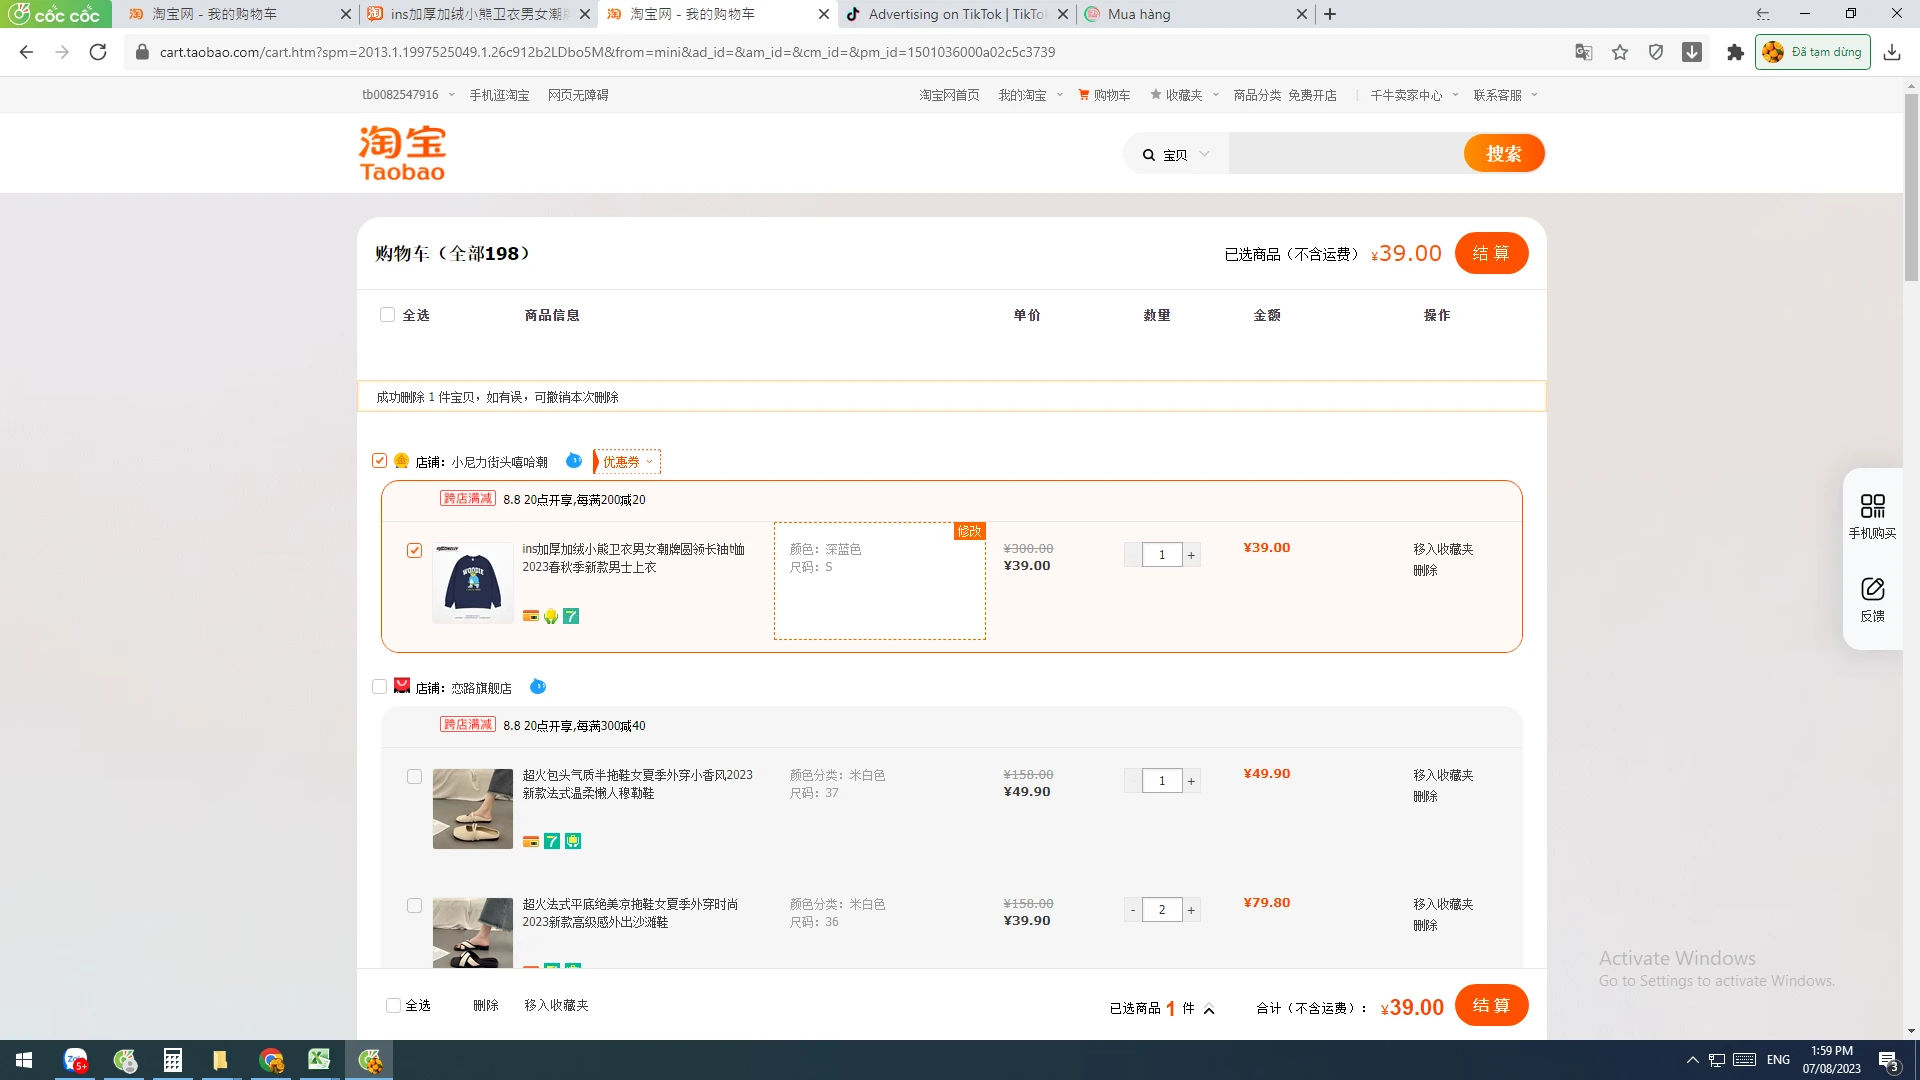 cốc cốc
淘宝网 - 我的购物车
ins加厚加绒小熊卫衣男女潮
淘宝网 - 我的购物车
Advertising on TikTok | TikTo
Mua hàng
cart.taobao.com/cart.htm?spm=2013.1.1997525049.1.26c912b2LDbo5M&from=mini&ad_id=&am_id=&cm_id=&pm_id=1501036000a02c5c3739
Đã tạm dừng
tb0082547916 手机逛淘宝 网页无障碍
淘宝网首页 我的淘宝 购物车 收藏夹 商品分类 免费开店 千牛卖家中心 联系客服
淘宝
Taobao
宝贝
搜索
购物车（全部198）
已选商品（不含运费） ¥39.00 结 算
全选 商品信息 单价 数量 金额 操作
成功删除 1 件宝贝，如有误，可撤销本次删除
店铺：小尼力街头嘻哈潮 优惠券
跨店满减 8.8 20点开享,每满200减20
修改
ins加厚加绒小熊卫衣男女潮牌圆领长袖t恤 颜色：深蓝色 ¥300.00 1 + ¥39.00 移入收藏夹
2023春秋季新款男士上衣 尺码：S ¥39.00 删除
WOODIE
7
店铺：恋路旗舰店
跨店满减 8.8 20点开享,每满300减40
超火包头气质半拖鞋女夏季外穿小香风2023 颜色分类：米白色 ¥158.00 1 + ¥49.90 移入收藏夹
新款法式温柔懒人穆勒鞋 尺码：37 ¥49.90 删除
7
超火法式平底绝美凉拖鞋女夏季外穿时尚 颜色分类：米白色 ¥158.00 - 2 + ¥79.80 移入收藏夹
2023新款高级感外出沙滩鞋 尺码：36 ¥39.90 删除
手机购买
反馈
Activate Windows
Go to Settings to activate Windows.
全选 删除 移入收藏夹
已选商品 1 件 合计（不含运费）： ¥39.00 结 算
Zalo
5+
ENG
1:59 PM
07/08/2023
3